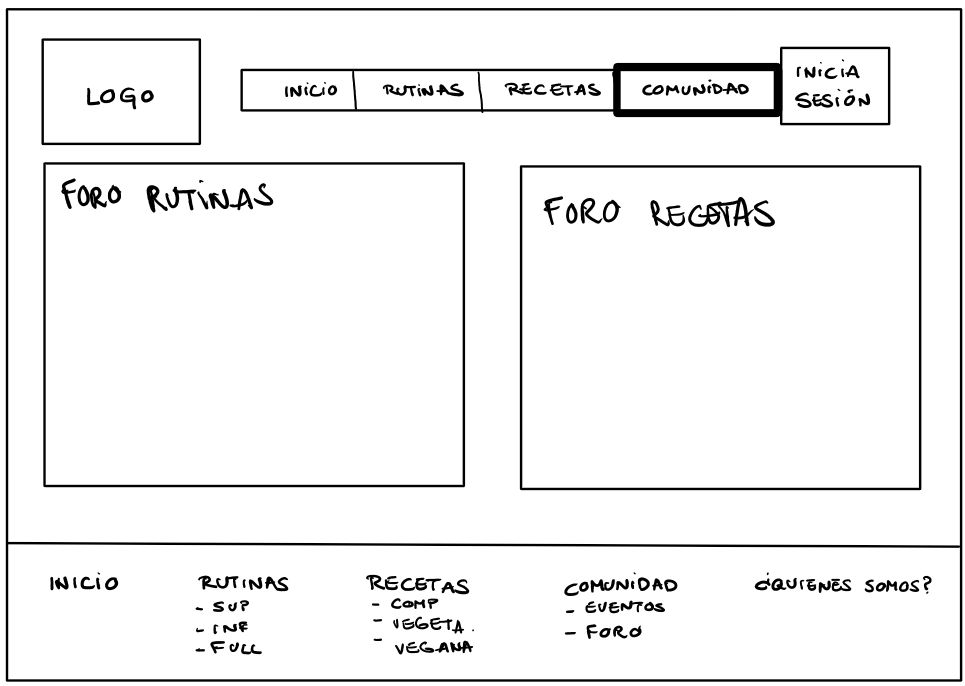 LOGO
INICIO RUTINAS RECETAS COMUNIDAD
INICIA
SESIÓN
FORO RUTINAS
FORO RECETAS
INICIO
RUTINAS
- SUP
- INF
- FULL
RECETAS
- COMP
- VEGETA.
- VEGANA
COMUNIDAD
- EVENTOS
- FORO
¿QUIENES SOMOS?